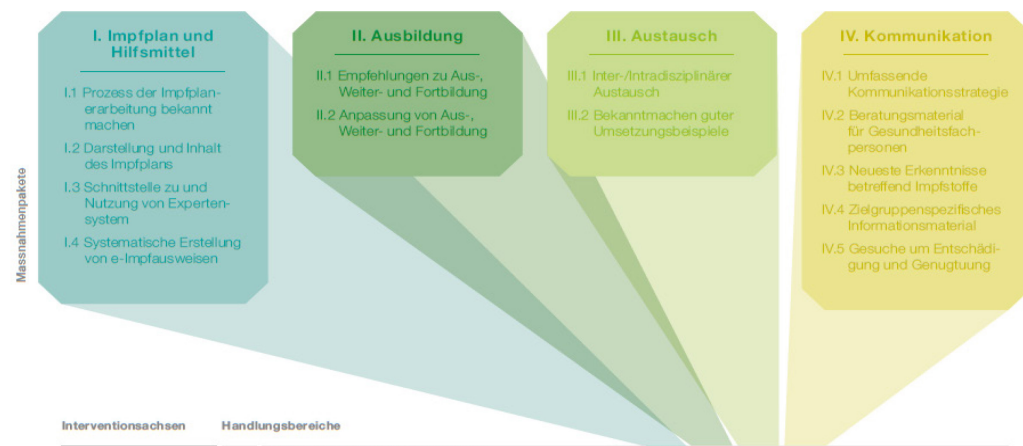 I. Impfplan und
Hilfsmittel
I.1 Prozess der Impfplan-
erarbeitung bekannt
machen
I.2 Darstellung und Inhalt
des Impfplans
I.3 Schnittstelle zu und
Nutzung von Experten-
system
I.4 Systematische Erstellung
von e-Impfausweisen
II. Ausbildung
II.1 Empfehlungen zu Aus-,
Weiter- und Fortbildung
II.2 Anpassung von Aus-,
Weiter- und Fortbildung
III. Austausch
III.1 Inter-/Intradisziplinärer
Austausch
III.2 Bekanntmachen guter
Umsetzungsbeispiele
IV. Kommunikation
IV.1 Umfassende
Kommunikationsstrategie
IV.2 Beratungsmaterial
für Gesundheitsfach-
personen
IV.3 Neueste Erkenntnisse
betreffend Impfstoffe
IV.4 Zielgruppenspezifisches
Informationsmaterial
IV.5 Gesuche um Entschädi-
gung und Genugtuung
Massnahmenpakete
Interventionsachsen
Handlungsbereiche